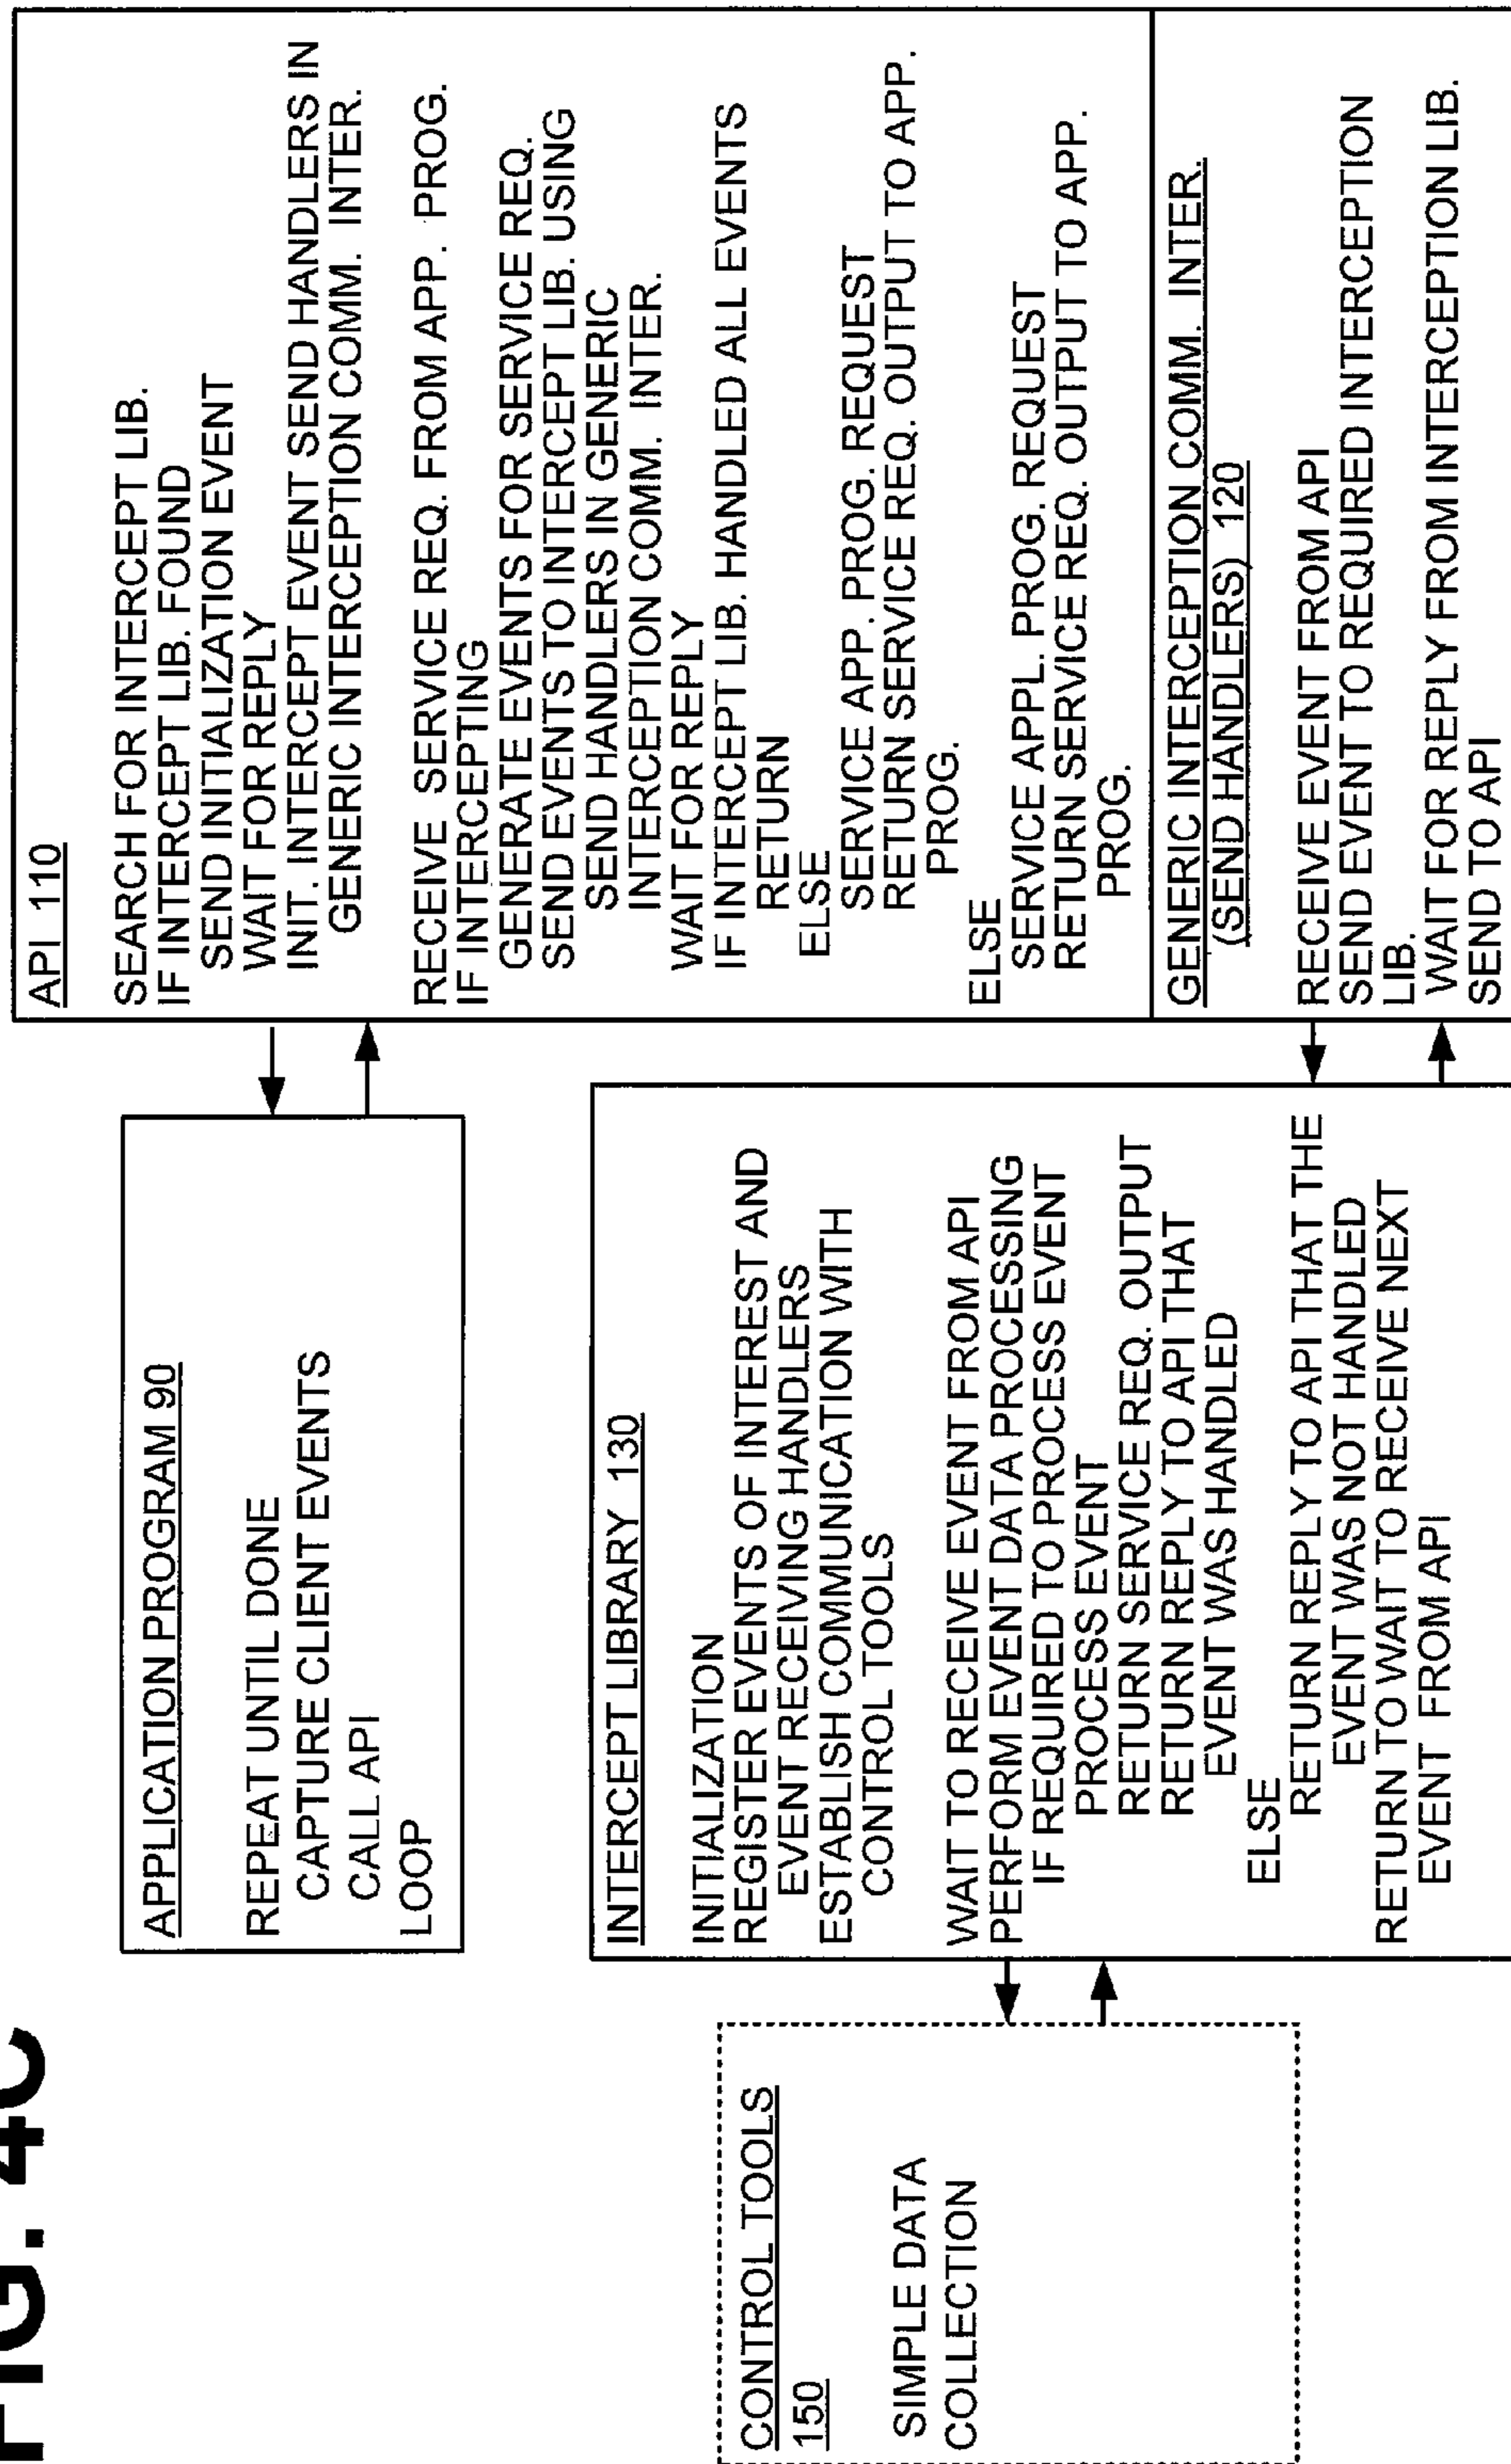 FIG. 4C
APPLICATION PROGRAM 90
REPEAT UNTIL DONE
CAPTURE CLIENT EVENTS
CALL API
LOOP
API 110
SEARCH FOR INTERCEPT LIB.
IF INTERCEPT LIB. FOUND
SEND INITIALIZATION EVENT
WAIT FOR REPLY
INIT. INTERCEPT EVENT SEND HANDLERS IN
GENERIC INTERCEPTION COMM. INTER.
RECEIVE SERVICE REQ. FROM APP. PROG.
IF INTERCEPTING
GENERATE EVENTS FOR SERVICE REQ.
SEND EVENTS TO INTERCEPT LIB. USING
SEND HANDLERS IN GENERIC
INTERCEPTION COMM. INTER.
WAIT FOR REPLY
IF INTERCEPT LIB. HANDLED ALL EVENTS
RETURN
ELSE
SERVICE APP. PROG. REQUEST
RETURN SERVICE REQ. OUTPUT TO APP.
PROG.
ELSE
SERVICE APPL. PROG. REQUEST
RETURN SERVICE REQ. OUTPUT TO APP.
PROG.
CONTROL TOOLS
150
SIMPLE DATA
COLLECTION
INTERCEPT LIBRARY 130
INITIALIZATION
REGISTER EVENTS OF INTEREST AND
EVENT RECEIVING HANDLERS
ESTABLISH COMMUNICATION WITH
CONTROL TOOLS
WAIT TO RECEIVE EVENT FROM API
PERFORM EVENT DATA PROCESSING
IF REQUIRED TO PROCESS EVENT
PROCESS EVENT
RETURN SERVICE REQ. OUTPUT
RETURN REPLY TO API THAT
EVENT WAS HANDLED
ELSE
RETURN REPLY TO API THAT THE
EVENT WAS NOT HANDLED
RETURN TO WAIT TO RECEIVE NEXT
EVENT FROM API
GENERIC INTERCEPTION COMM. INTER.
(SEND HANDLERS) 120
RECEIVE EVENT FROM API
SEND EVENT TO REQUIRED INTERCEPTION
LIB.
WAIT FOR REPLY FROM INTERCEPTION LIB.
SEND TO API